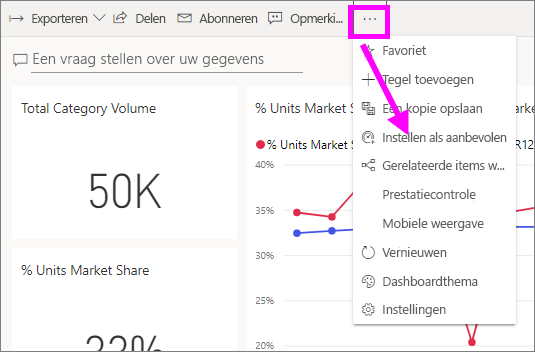 Exporteren Delen Abonneren Opmerki... ...
Een vraag stellen over uw gegevens
Favoriet
Tegel toevoegen
Een kopie opslaan
Instellen als aanbevolen
Gerelateerde items w...
Prestatiecontrole
Mobiele weergave
Vernieuwen
Dashboardthema
Instellingen
Total Category Volume
50K
% Units Market Share
% Units Market Sh
% Units Market S R12
40%
35%
30%
25%
20%